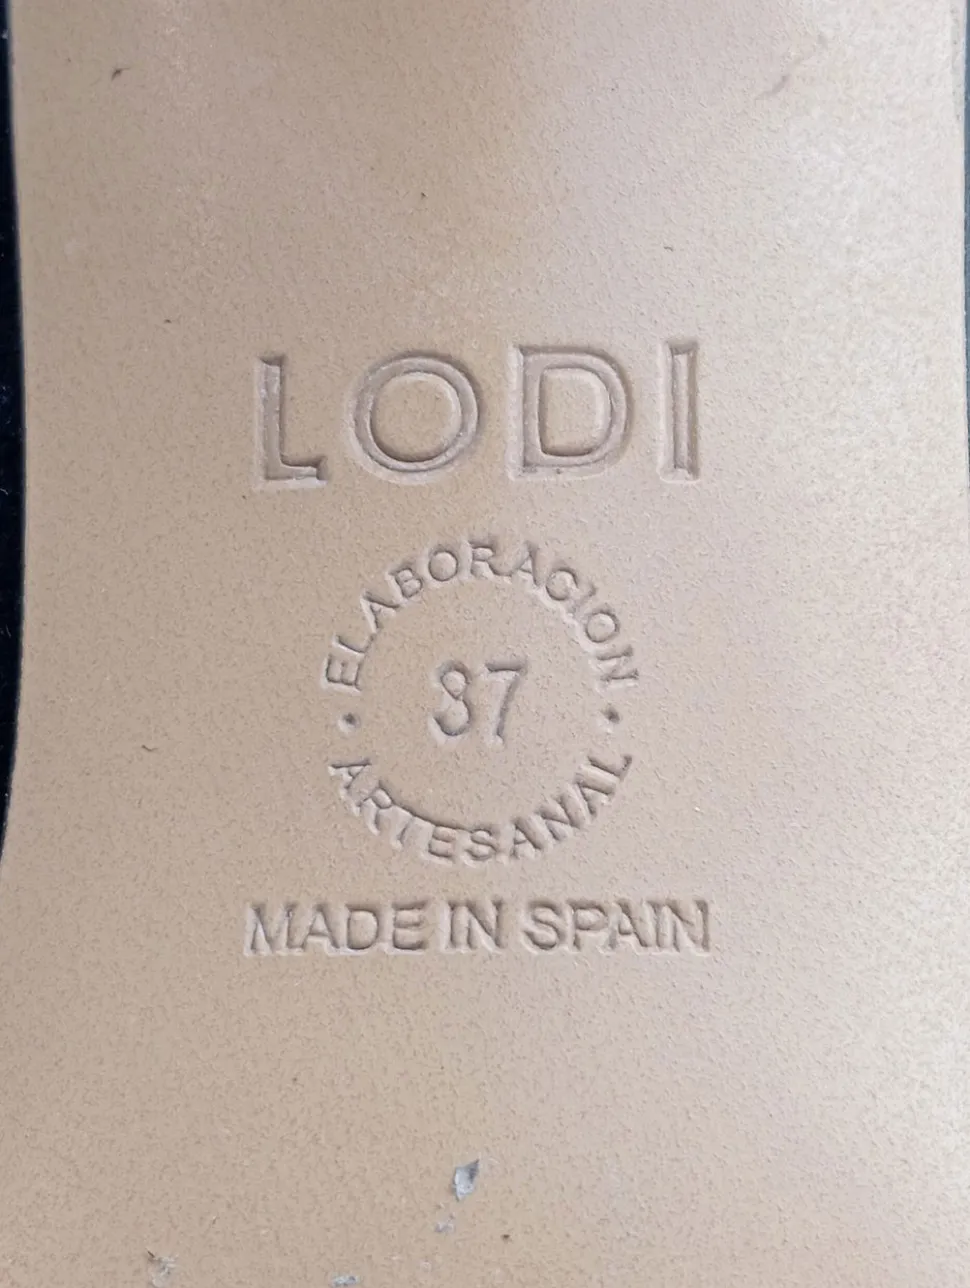 LODI
ELABORACION
37
ARTESANAL
MADE IN SPAIN